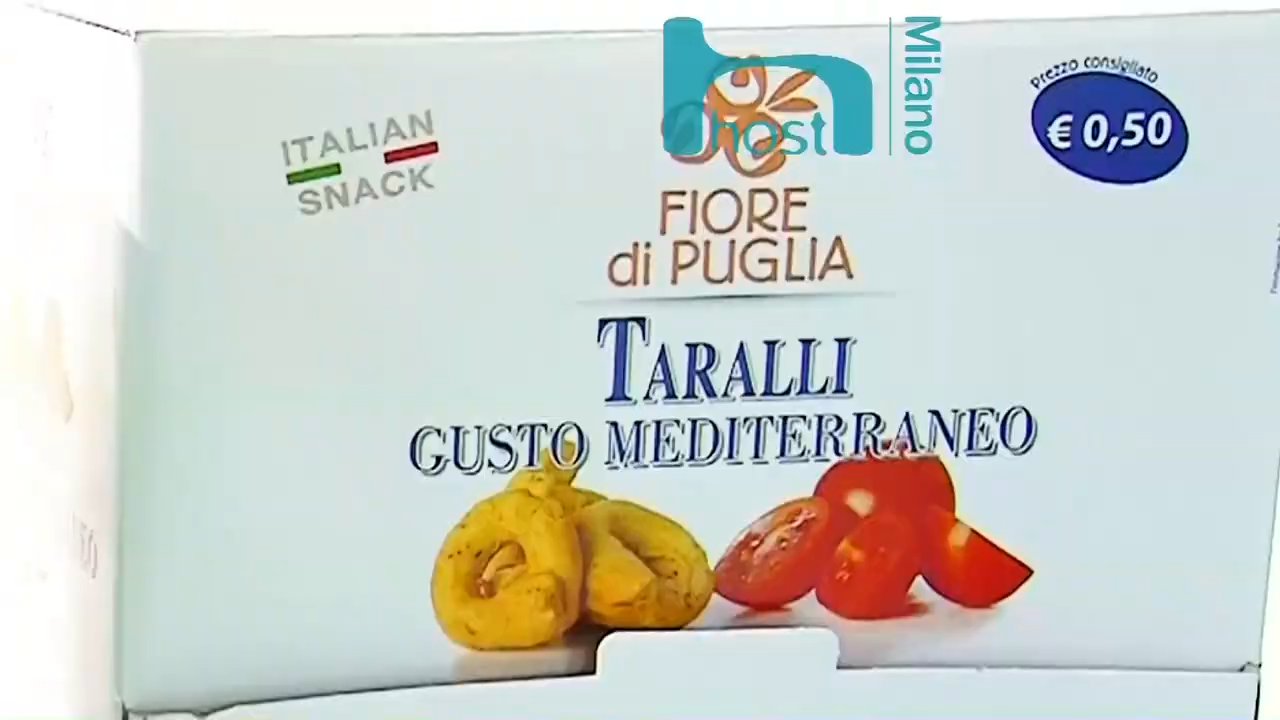 host
Milano
Prezzo consigliato
€ 0,50
ITALIAN
SNACK
FIORE
di PUGLIA
TARALLI
GUSTO MEDITERRANEO